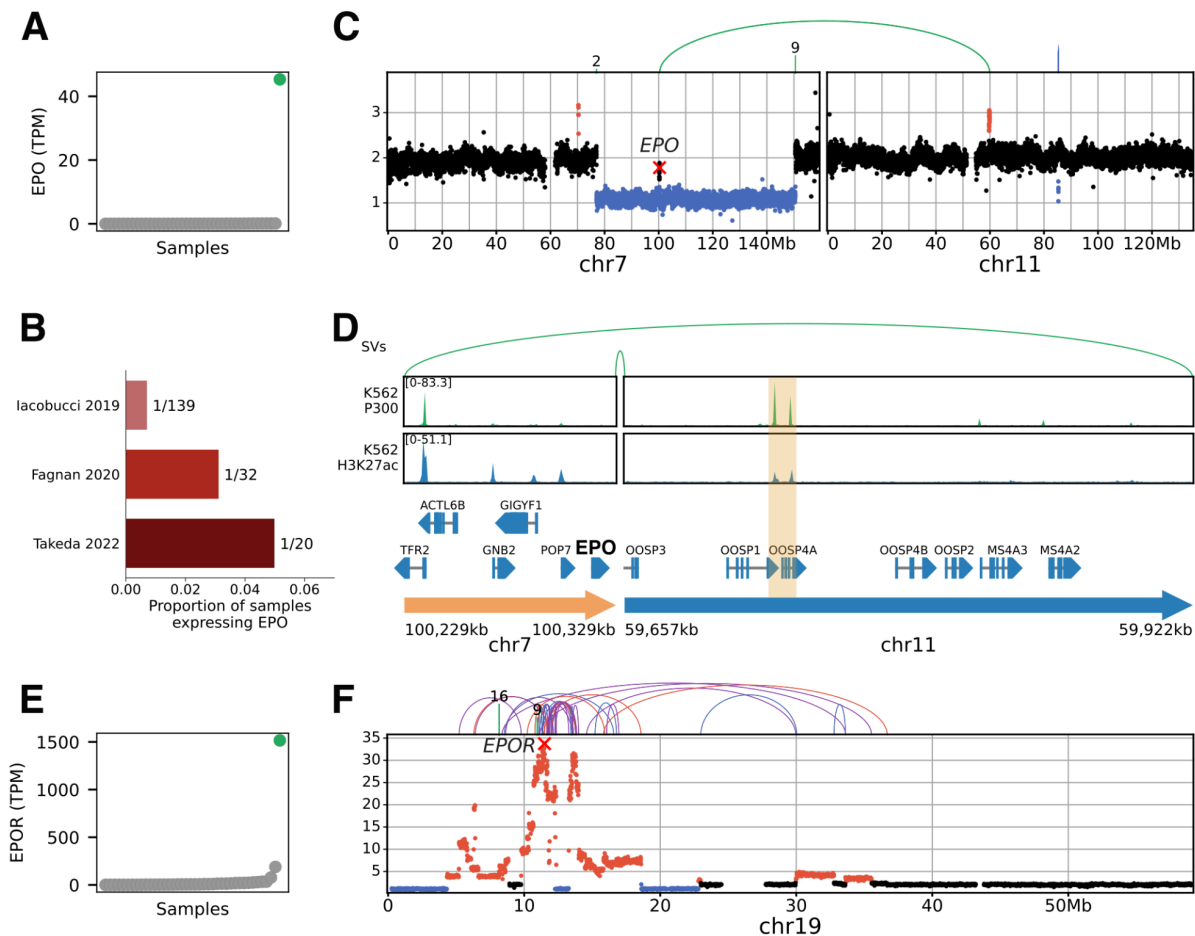 A
EPO (TPM)
40
20
0
Samples
C
2
9
3
2
1
EPO
0 20 40 60 80 100 120 140Mb
chr7
0 20 40 60 80 100 120Mb
chr11
B
Iacobucci 2019
1/139
Fagnan 2020
1/32
Takeda 2022
1/20
0.00 0.02 0.04 0.06
Proportion of samples
expressing EPO
D
SVs
K562
P300
[0-83.3]
K562
H3K27ac
[0-51.1]
ACTL6B GIGYF1
TFR2 GNB2 POP7 EPO OOSP3 OOSP1 OOSP4A OOSP4B OOSP2 MS4A3 MS4A2
100,229kb 100,329kb 59,657kb 59,922kb
chr7 chr11
E
EPOR (TPM)
1500
1000
500
0
Samples
F
16
9
EPOR
35
30
25
20
15
10
5
0 10 20 30 40 50Mb
chr19